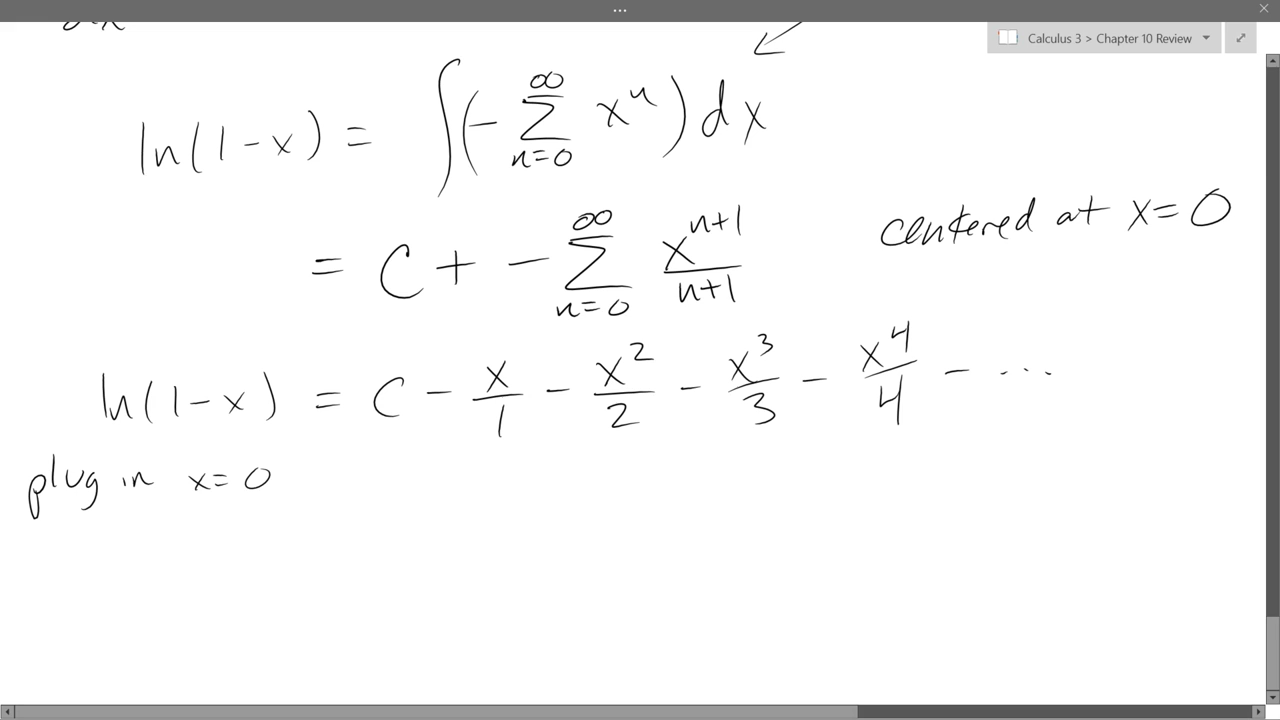 Calculus 3 > Chapter 10 Review
dx
ln(1-x) = ∫(- ∑_{n=0}^{∞} x^n) dx
= C + - ∑_{n=0}^{∞} x^{n+1}/(n+1)
centered at x=0
ln(1-x) = C - x/1 - x^2/2 - x^3/3 - x^4/4 - ...
plug in x=0